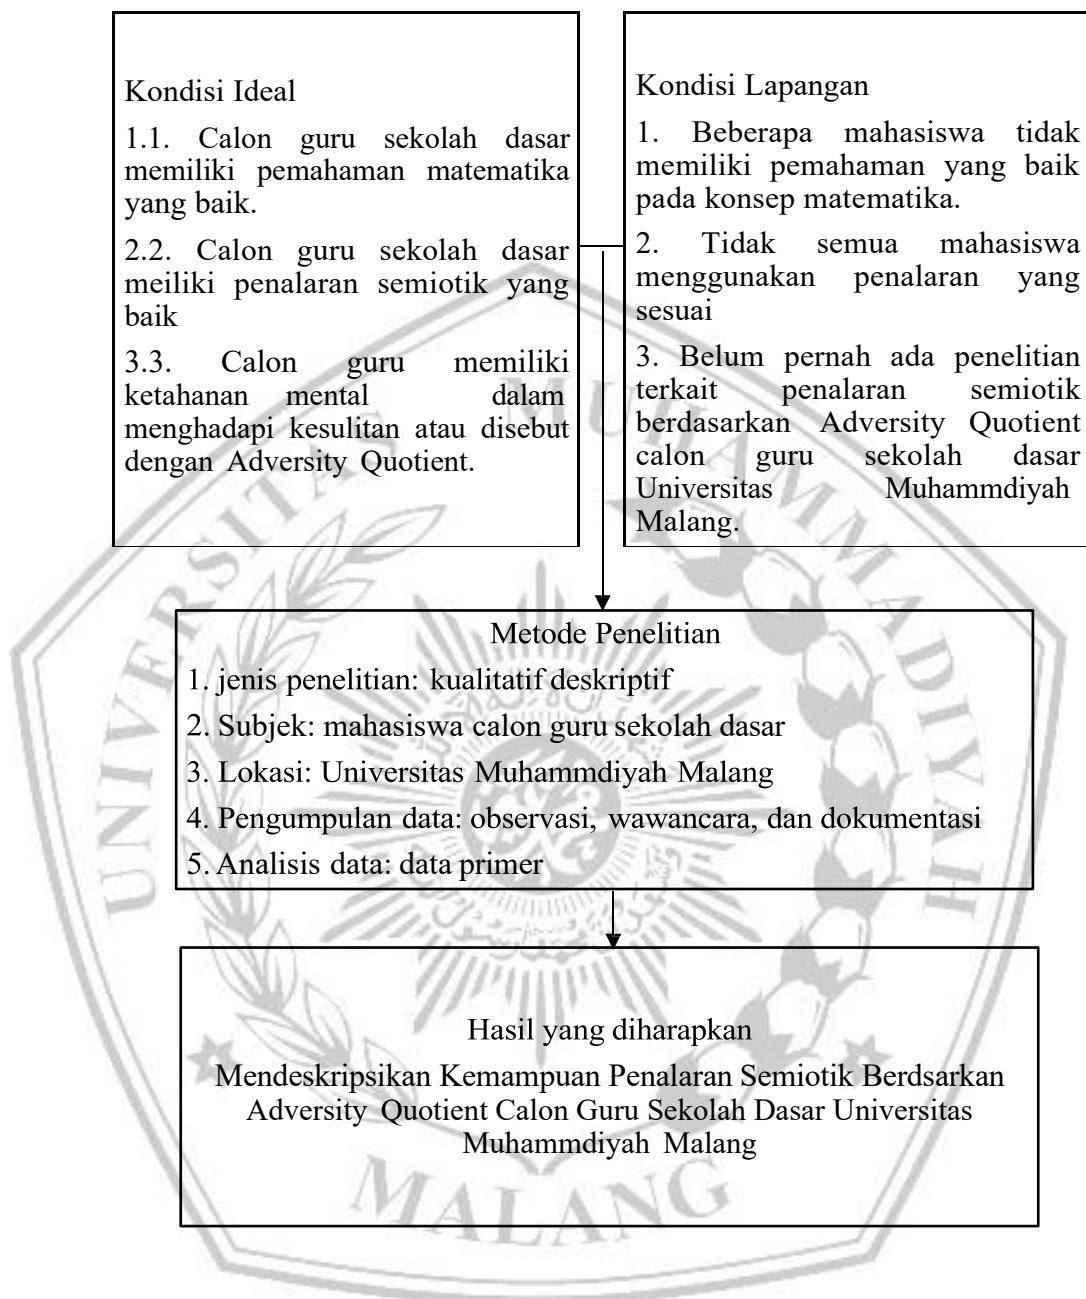 Kondisi Ideal
1.1. Calon guru sekolah dasar
memiliki pemahaman matematika
yang baik.
2.2. Calon guru sekolah dasar
meiliki penalaran semiotik yang
baik
3.3. Calon guru memiliki
ketahanan mental dalam
menghadapi kesulitan atau disebut
dengan Adversity Quotient.
Kondisi Lapangan
1. Beberapa mahasiswa tidak
memiliki pemahaman yang baik
pada konsep matematika.
2. Tidak semua mahasiswa
menggunakan penalaran yang
sesuai
3. Belum pernah ada penelitian
terkait penalaran semiotik
berdasarkan Adversity Quotient
calon guru sekolah dasar
Universitas Muhammdiyah
Malang.
Metode Penelitian
1. jenis penelitian: kualitatif deskriptif
2. Subjek: mahasiswa calon guru sekolah dasar
3. Lokasi: Universitas Muhammdiyah Malang
4. Pengumpulan data: observasi, wawancara, dan dokumentasi
5. Analisis data: data primer
Hasil yang diharapkan
Mendeskripsikan Kemampuan Penalaran Semiotik Berdsarkan
Adversity Quotient Calon Guru Sekolah Dasar Universitas
Muhammdiyah Malang
UNIVERSITAS MUHAMMADIYAH
MALANG